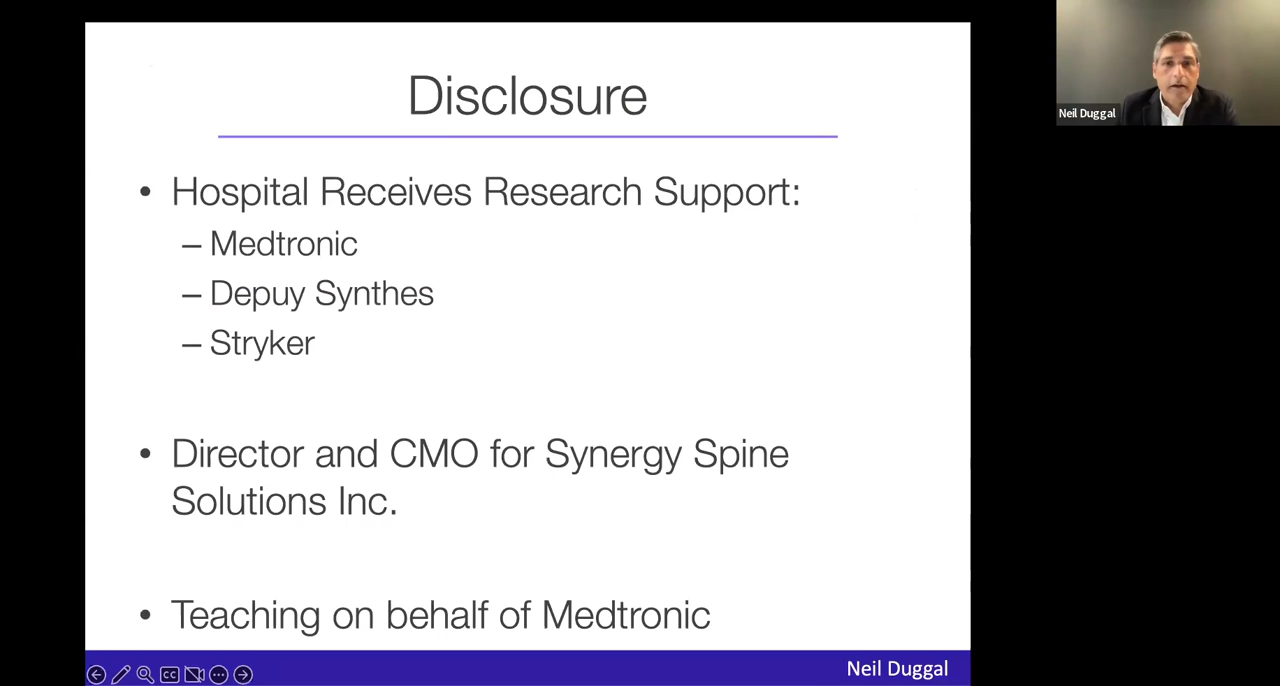 Disclosure
• Hospital Receives Research Support:
– Medtronic
– Depuy Synthes
– Stryker
• Director and CMO for Synergy Spine
Solutions Inc.
• Teaching on behalf of Medtronic
Neil Duggal
CC
Neil Duggal